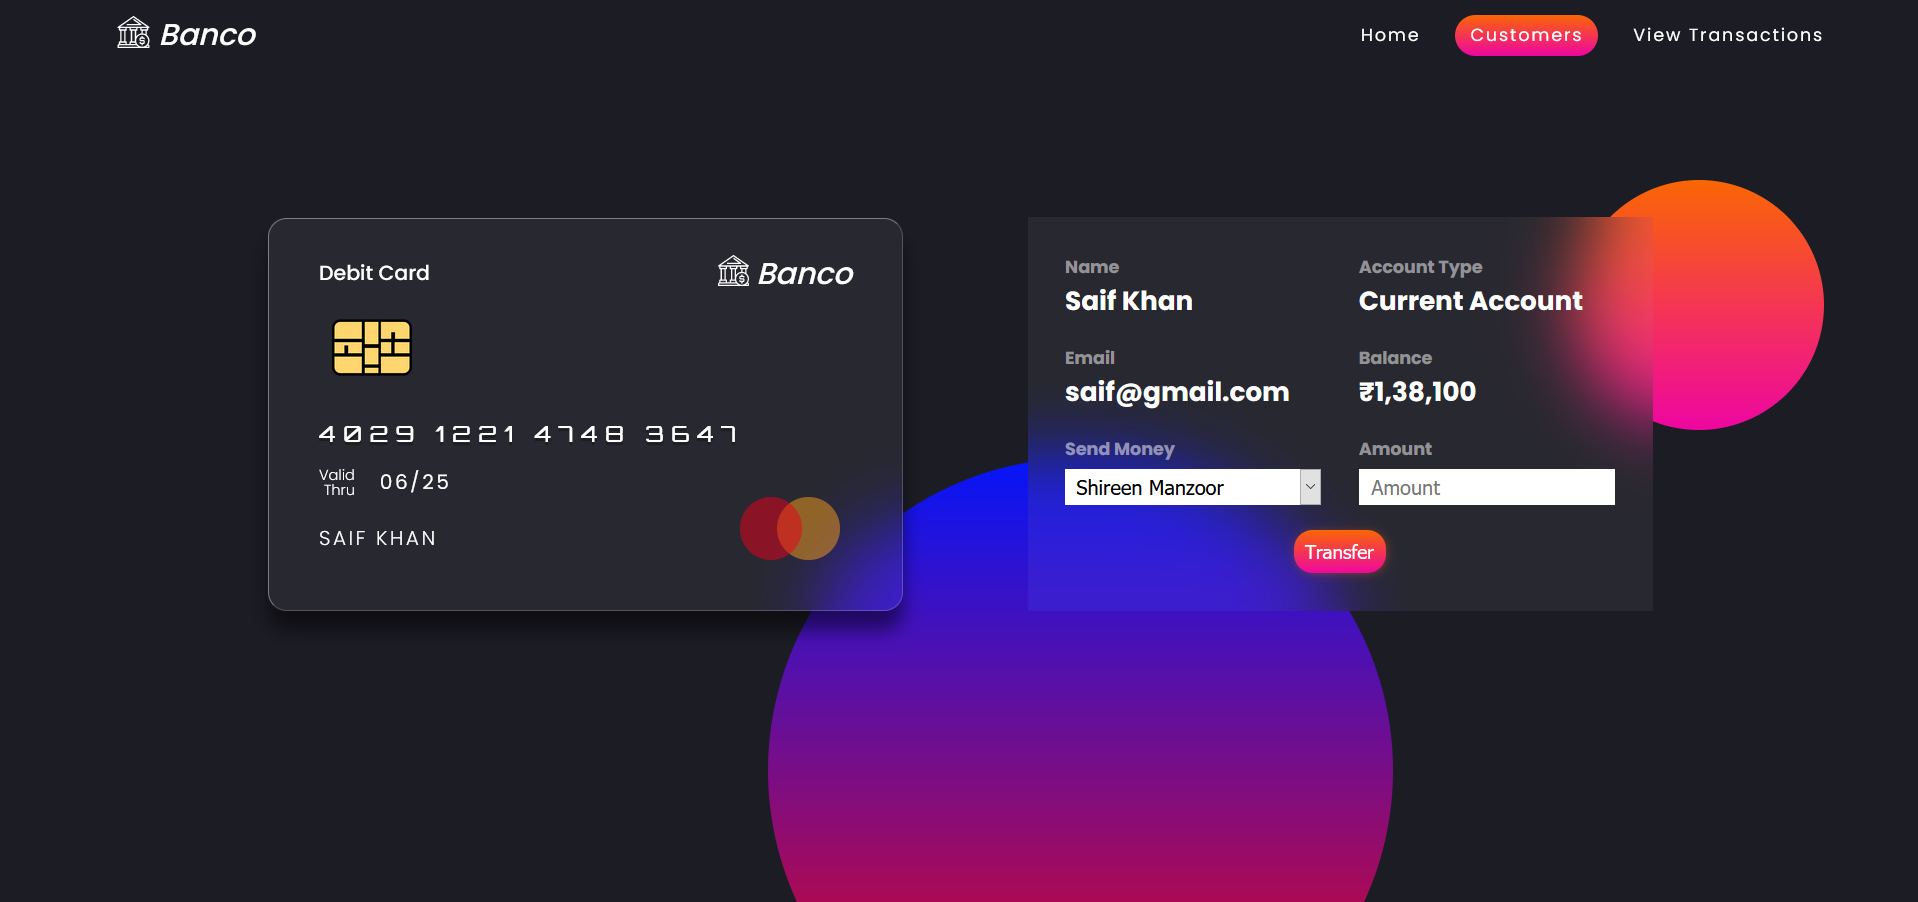 Banco
Home Customers View Transactions
Debit Card
Banco
4029 1221 4748 3647
Valid
Thru
06/25
SAIF KHAN
Name
Saif Khan
Account Type
Current Account
Email
saif@gmail.com
Balance
₹1,38,100
Send Money
Shireen Manzoor
Amount
Amount
Transfer